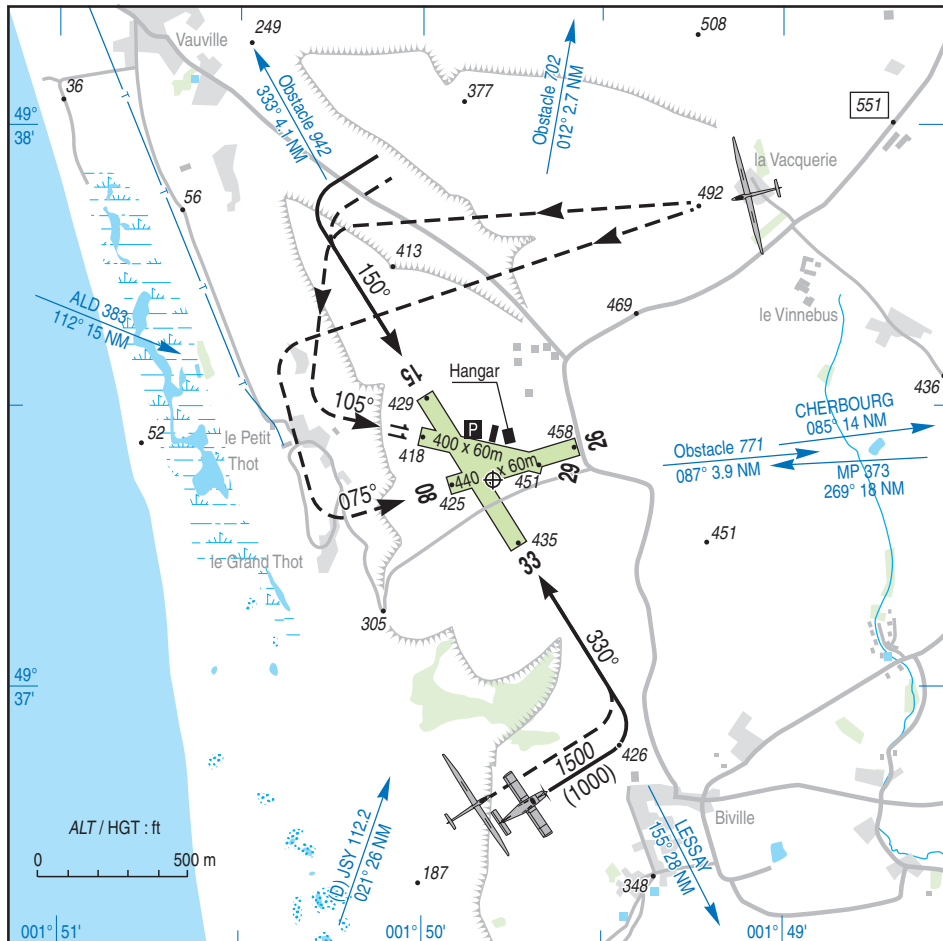 249
Vauville
508
36
Obstacle 942
333° 4.1 NM
377
Obstacle 702
012° 2.7 NM
551
49°
38'
la Vacquerie
492
56
413
150°
469
le Vinnebus
ALD 383
112° 15 NM
15
Hangar
436
429
105°
11
P
400 x 60m
458
26
CHERBOURG
085° 14 NM
52
le Petit
Thot
418
440 x 60m
451
29
Obstacle 771
087° 3.9 NM
MP 373
269° 18 NM
075°
08
425
435
33
451
le Grand Thot
305
330°
49°
37'
426
1500
(1000)
Biville
ALT / HGT : ft
0
500 m
(D) JSY 112.2
021° 26 NM
187
348
LESSAY
155° 28 NM
001° 51'
001° 50'
001° 49'